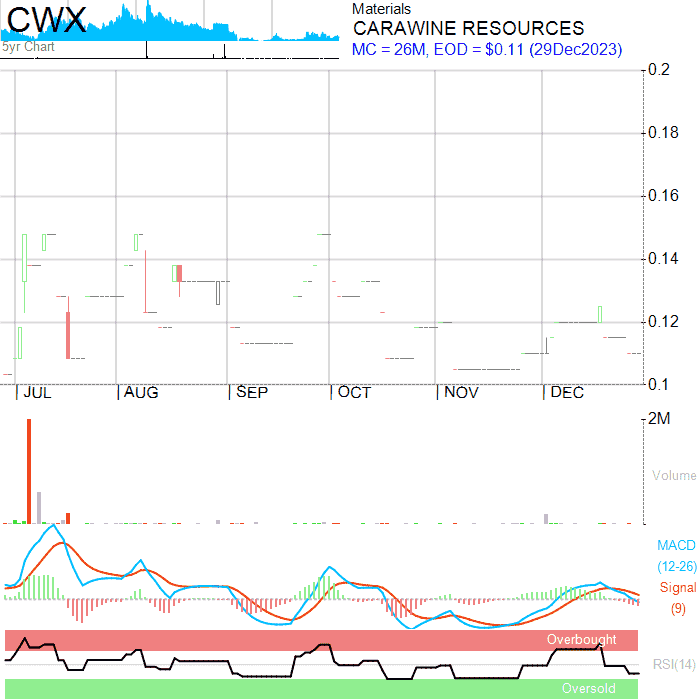 CWX
5yr Chart
Materials
CARAWINE RESOURCES
MC = 26M, EOD = $0.11 (29Dec2023)
0.2
0.18
0.16
0.14
0.12
0.1
JUL AUG SEP OCT NOV DEC
2M
Volume
MACD
(12-26)
Signal
(9)
Overbought
RSI(14)
Oversold